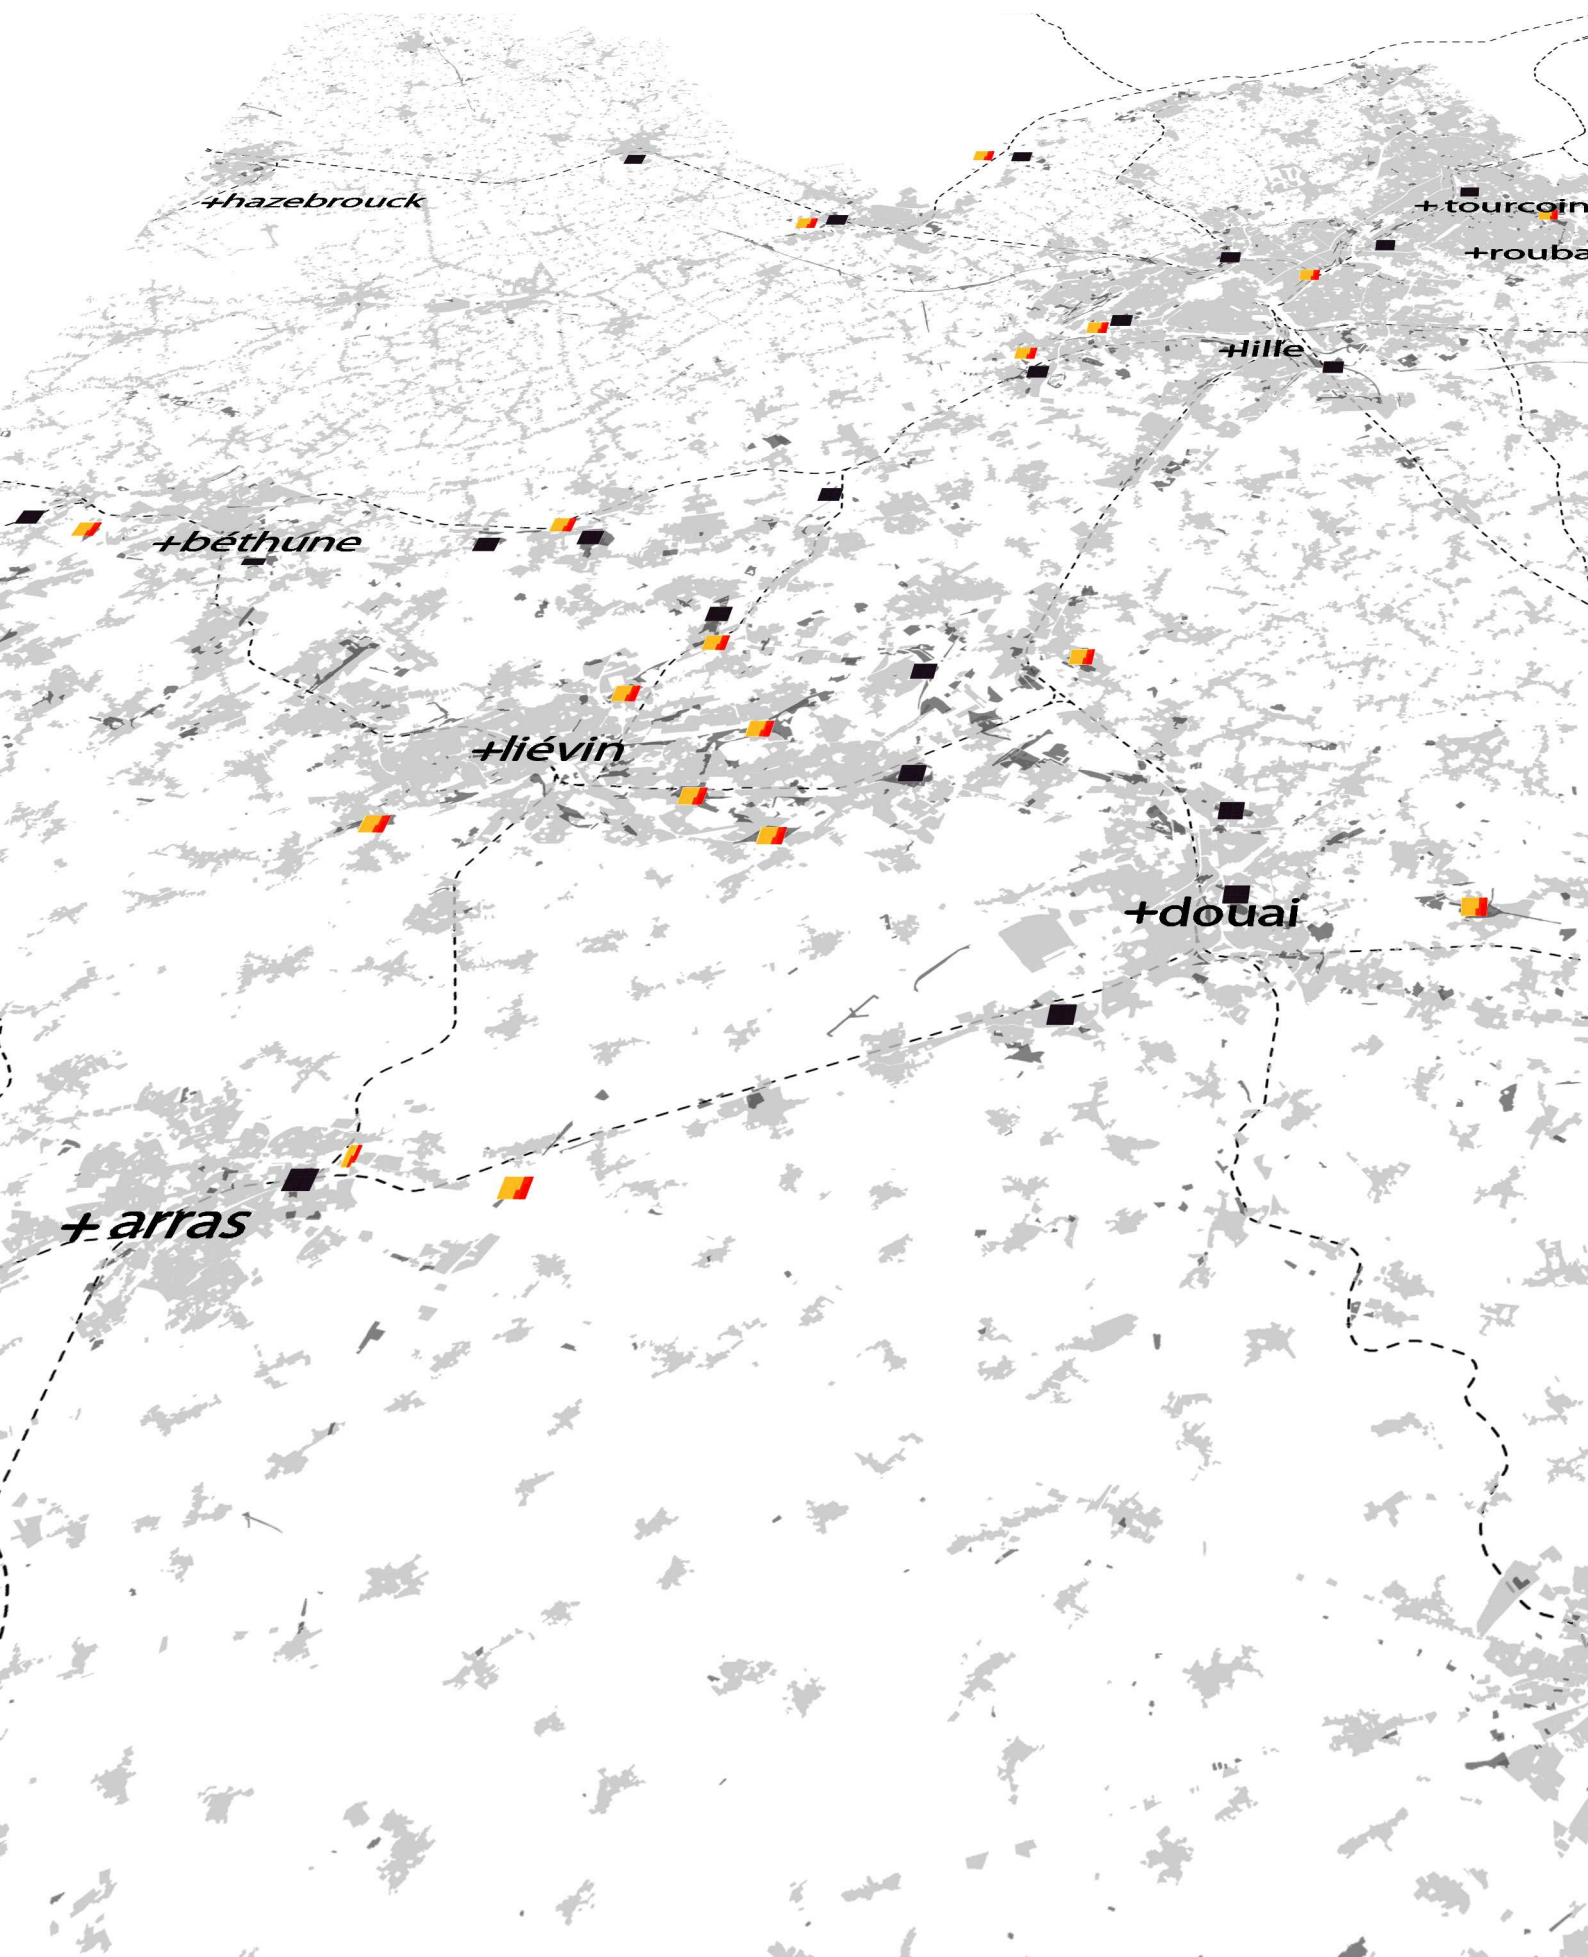 +hazebrouck
+tourcoin
+rouba
+lille
+béthune
+liévin
+douai
+arras